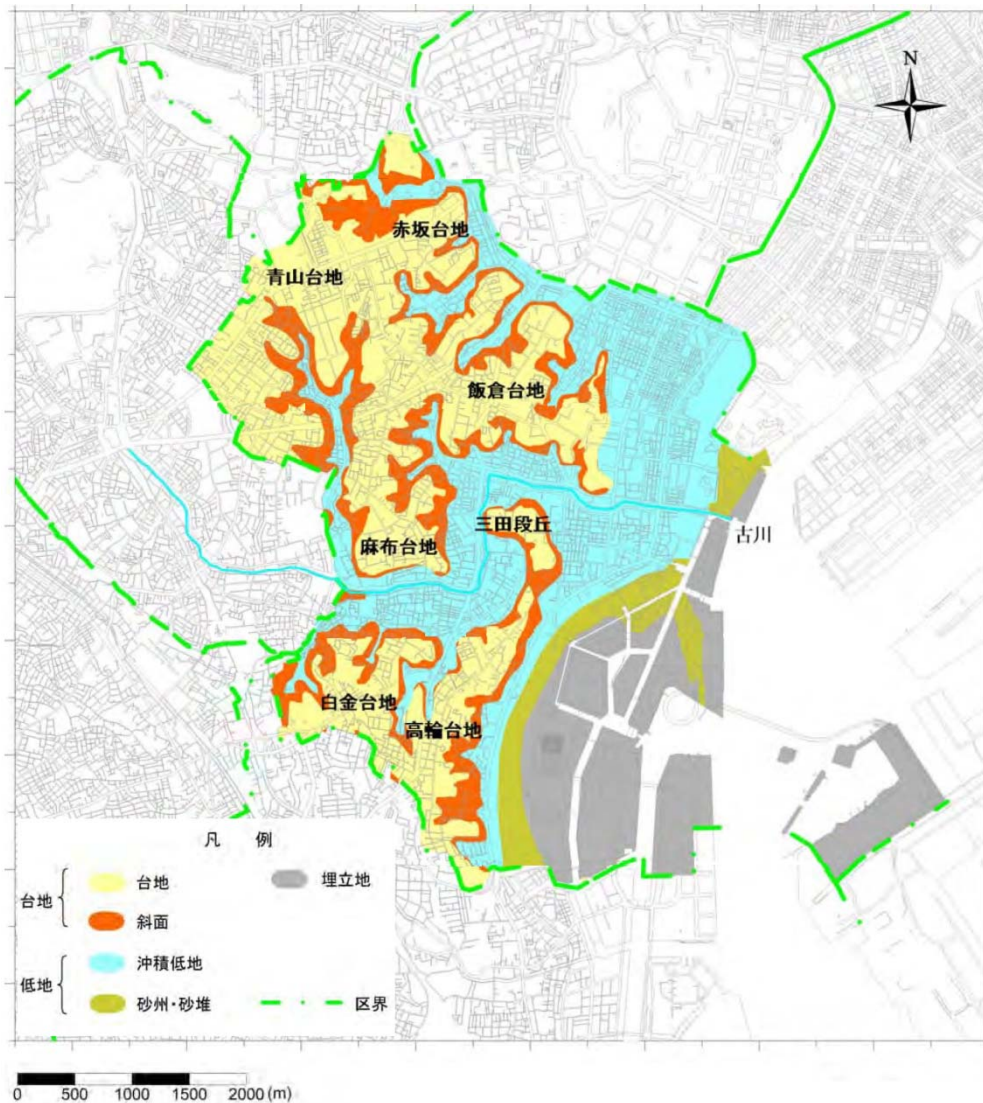 N
赤坂台地
青山台地
飯倉台地
三田段丘
古川
麻布台地
白金台地
高輪台地
凡 例
台地
台地
斜面
低地
沖積低地
砂州・砂堆
埋立地
区界
0 500 1000 1500 2000 (m)